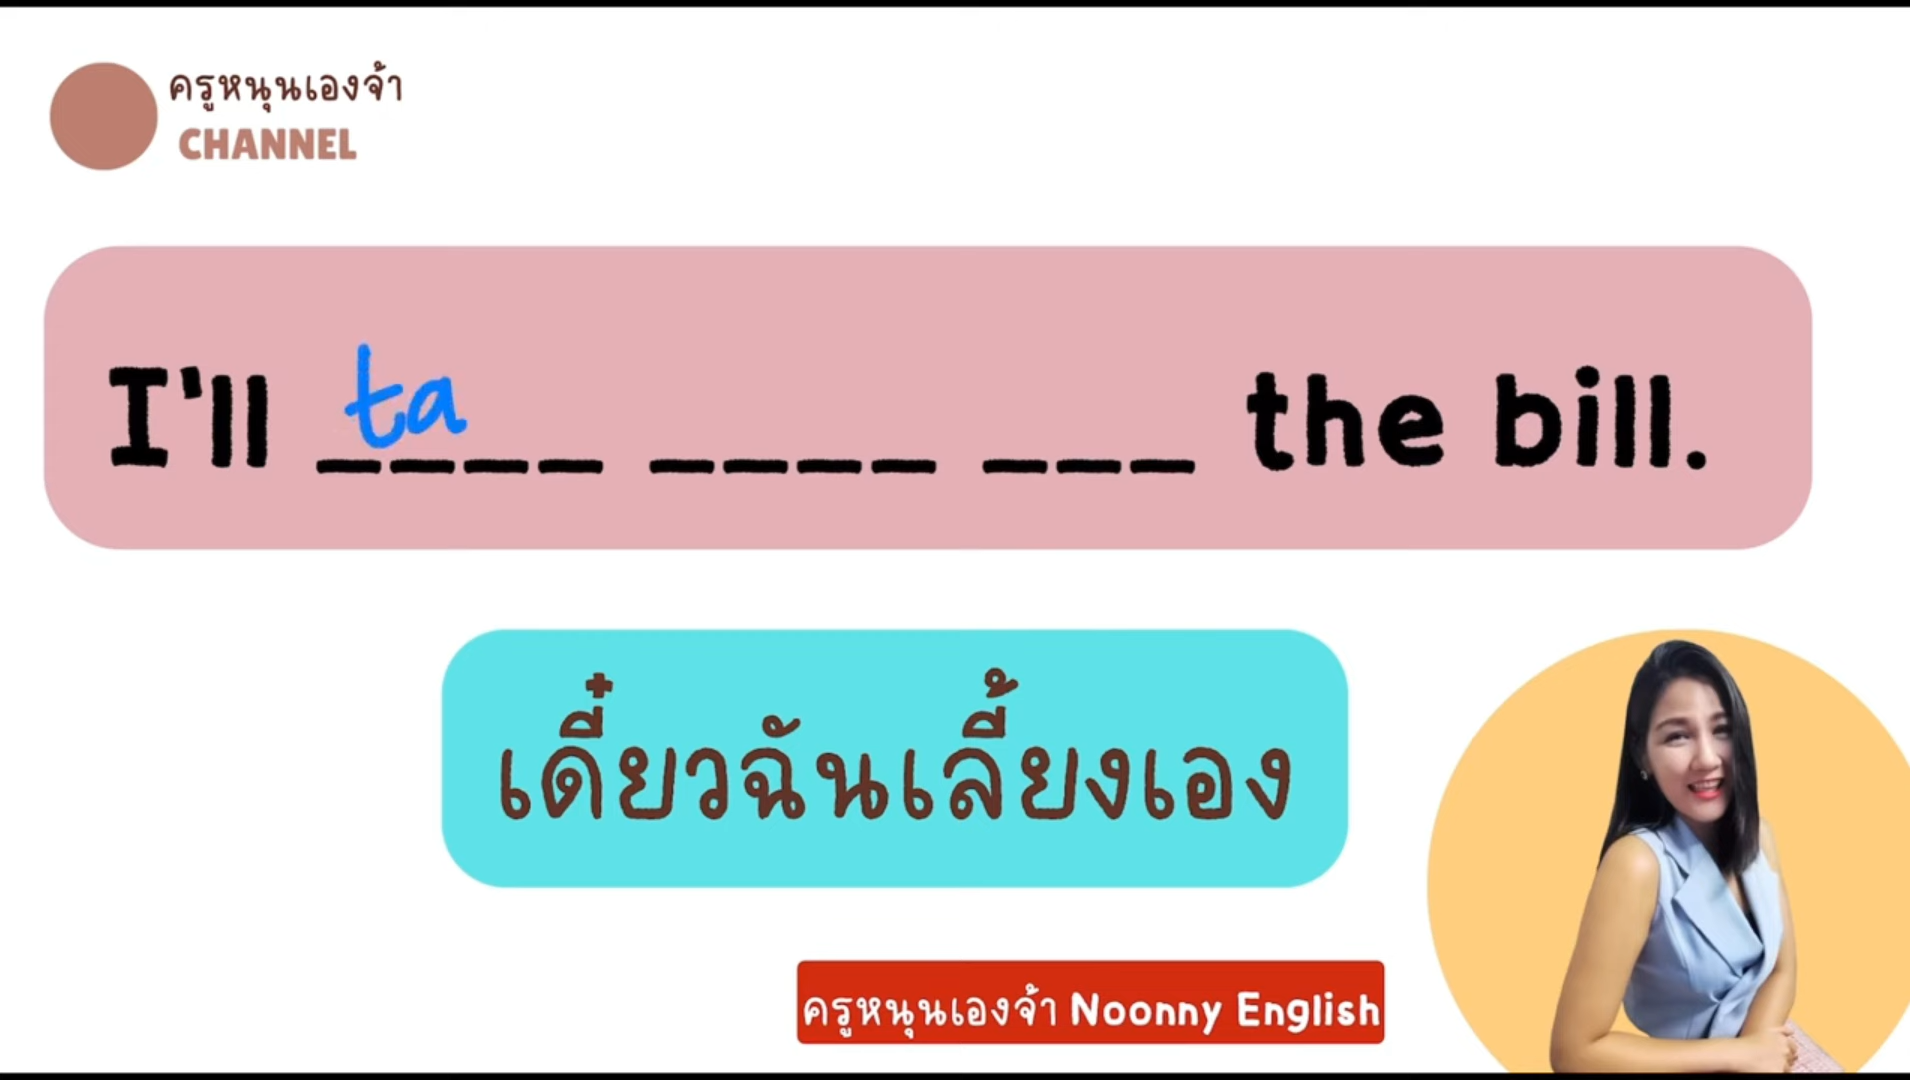 ครูหนุนเองจ้า
CHANNEL
I'll ta__ ____ ___ the bill.
เดี๋ยวฉันเลี้ยงเอง
ครูหนุนเองจ้า Noonny English